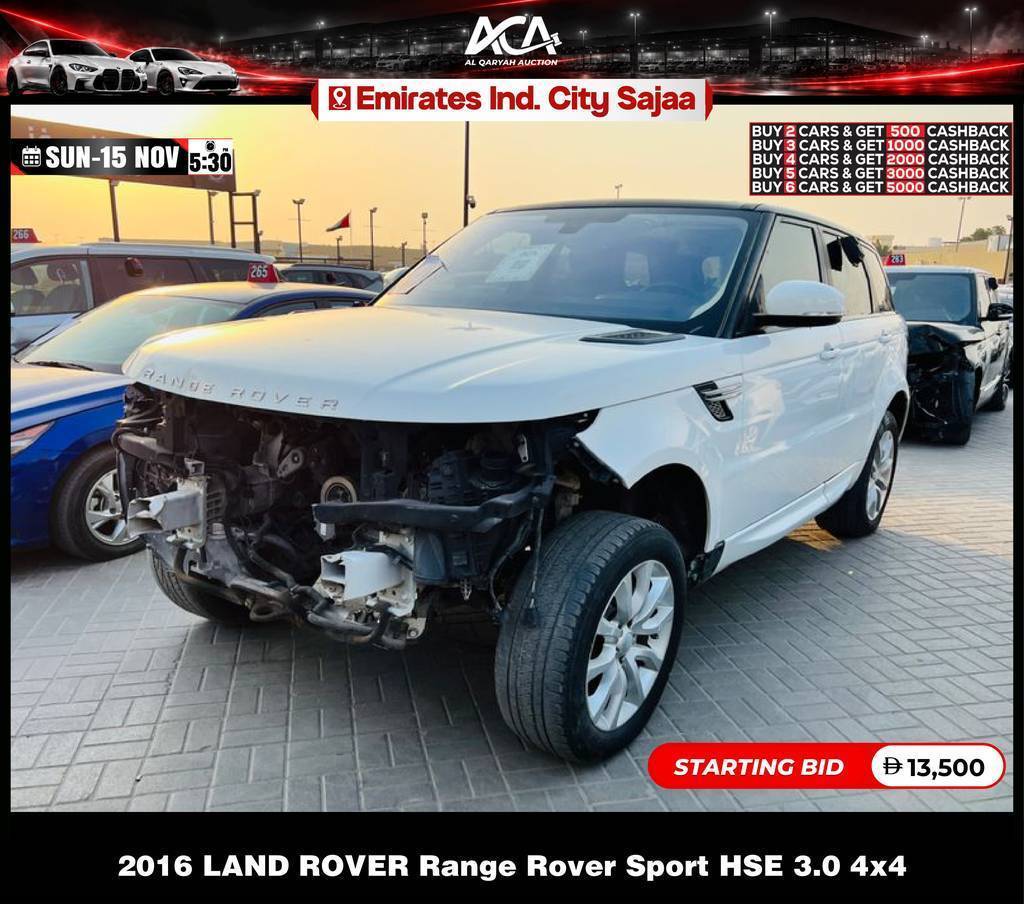 ACA
AL QARYAH AUCTION
Emirates Ind. City Sajaa
SUN-15 NOV 5:30 PM
BUY 2 CARS & GET 500 CASHBACK
BUY 3 CARS & GET 1000 CASHBACK
BUY 4 CARS & GET 2000 CASHBACK
BUY 5 CARS & GET 3000 CASHBACK
BUY 6 CARS & GET 5000 CASHBACK
266
265
263
RANGE ROVER
STARTING BID 13,500
2016 LAND ROVER Range Rover Sport HSE 3.0 4x4